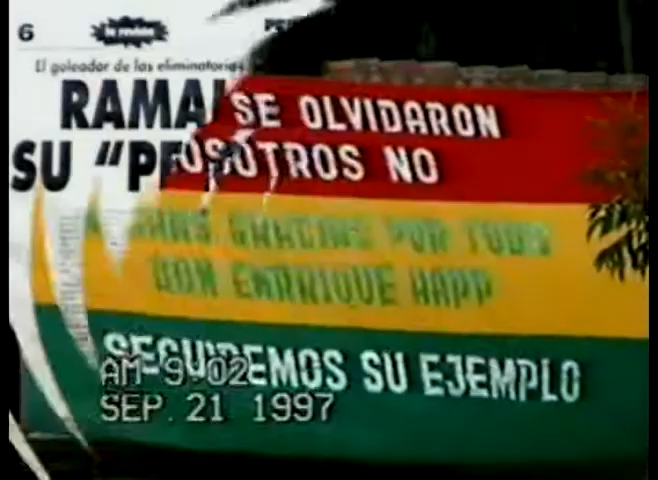 6
El goleador de las eliminatorias
RAMA
SU "PE
SE OLVIDARON
NOSOTROS NO
GRACIAS POR TODO
DON ENRIQUE HAPP
SEGUIREMOS SU EJEMPLO
AM 9:02
SEP. 21 1997